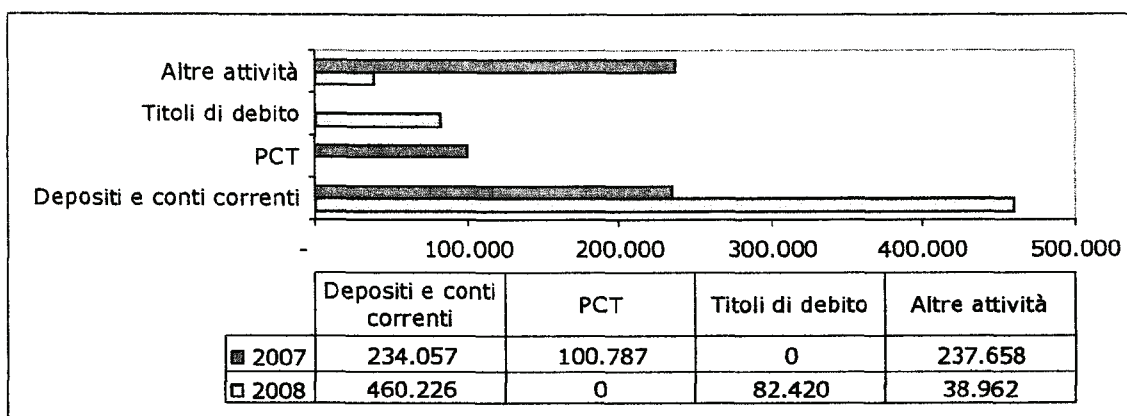 Altre attività
Titoli di debito
PCT
Depositi e conti correnti
- 100.000 200.000 300.000 400.000 500.000
Depositi e conti correnti PCT Titoli di debito Altre attività
2007 234.057 100.787 0 237.658
2008 460.226 0 82.420 38.962